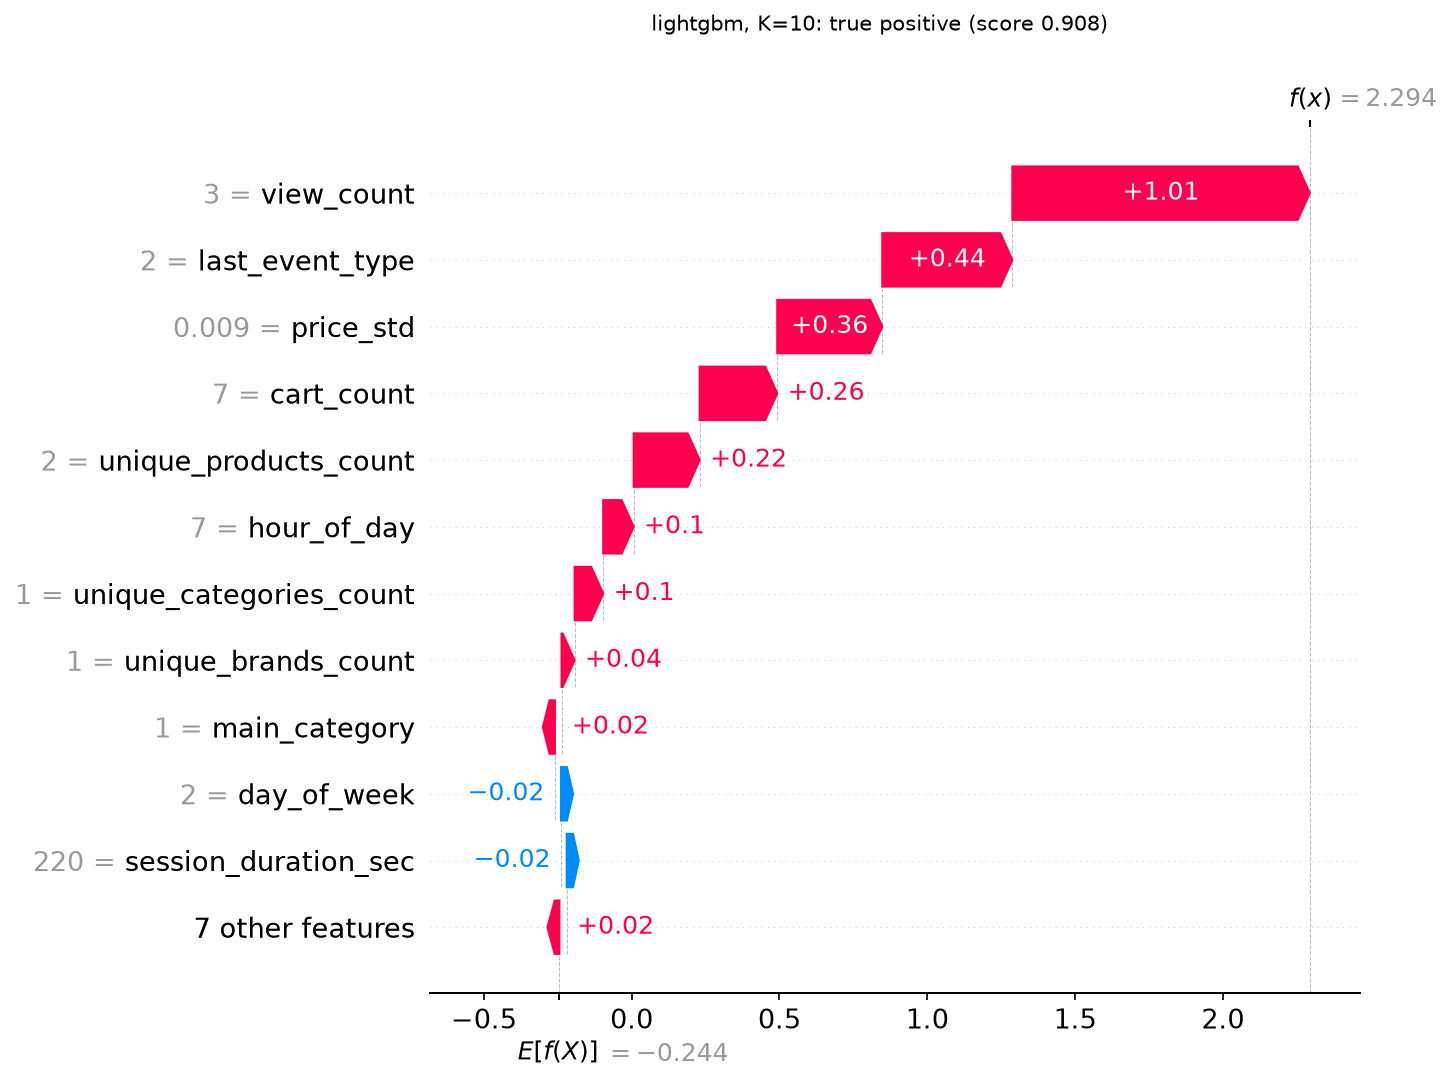 lightgbm, K=10: true positive (score 0.908)
f(x) = 2.294
3 = view_count +1.01
2 = last_event_type +0.44
0.009 = price_std +0.36
7 = cart_count +0.26
2 = unique_products_count +0.22
7 = hour_of_day +0.1
1 = unique_categories_count +0.1
1 = unique_brands_count +0.04
1 = main_category +0.02
2 = day_of_week −0.02
220 = session_duration_sec −0.02
7 other features +0.02
−0.5 0.0 0.5 1.0 1.5 2.0
E[f(X)] = −0.244